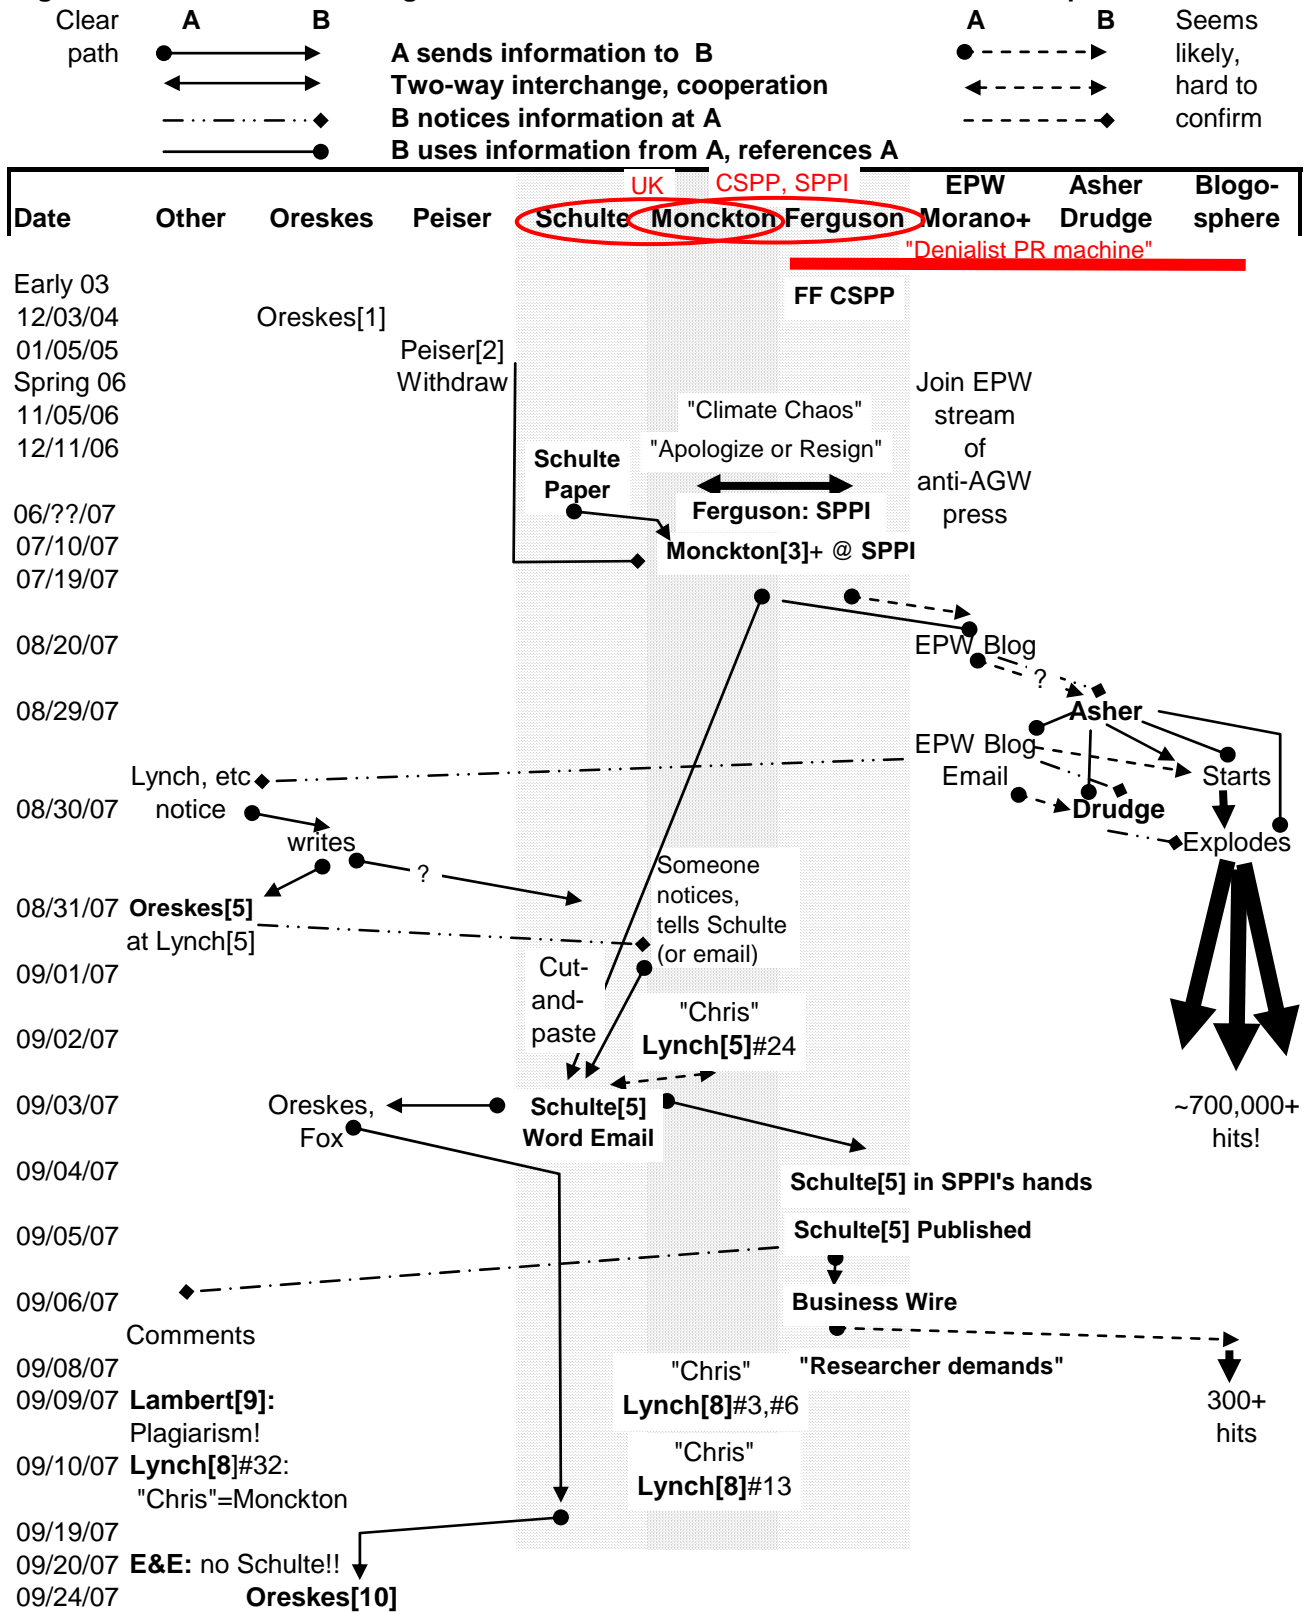 Clear A B A B Seems
path A sends information to B likely,
Two-way interchange, cooperation hard to
B notices information at A confirm
B uses information from A, references A
UK CSPP, SPPI EPW Asher Blogo-
Date Other Oreskes Peiser Schulte Monckton Ferguson Morano+ Drudge sphere
"Denialist PR machine"
Early 03 FF CSPP
12/03/04 Oreskes[1]
01/05/05 Peiser[2]
Spring 06 Withdraw Join EPW
11/05/06 "Climate Chaos" stream
12/11/06 "Apologize or Resign" of
Schulte anti-AGW
Paper press
06/??/07 Ferguson: SPPI
07/10/07 Monckton[3]+ @ SPPI
07/19/07
08/20/07 EPW Blog
?
08/29/07 Asher
EPW Blog
Lynch, etc Email Starts
08/30/07 notice Drudge
writes Explodes
? Someone
notices,
08/31/07 Oreskes[5] tells Schulte
at Lynch[5] (or email)
09/01/07 Cut-
and- "Chris"
09/02/07 paste Lynch[5]#24
09/03/07 Oreskes, Schulte[5] ~700,000+
Fox Word Email hits!
09/04/07 Schulte[5] in SPPI's hands
09/05/07 Schulte[5] Published
09/06/07 Business Wire
Comments
09/08/07 "Chris" "Researcher demands"
09/09/07 Lambert[9]: Lynch[8]#3,#6 300+
Plagiarism! hits
09/10/07 Lynch[8]#32: "Chris"
"Chris"=Monckton Lynch[8]#13
09/19/07
09/20/07 E&E: no Schulte!!
09/24/07 Oreskes[10]